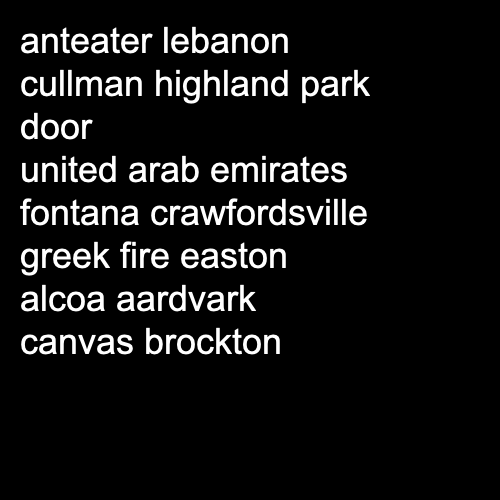 anteater lebanon
cullman highland park
door
united arab emirates
fontana crawfordsville
greek fire easton
alcoa aardvark
canvas brockton